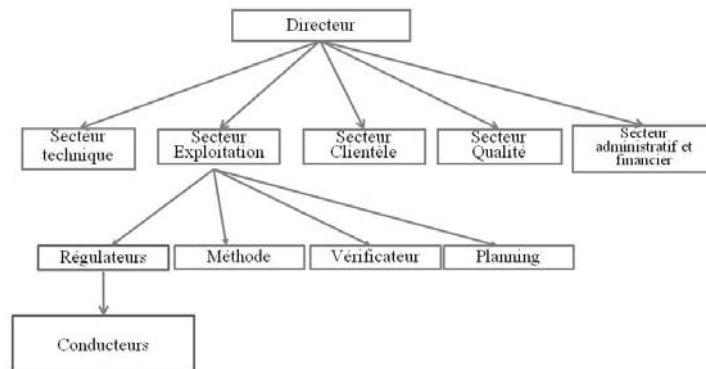 Directeur
Secteur
technique
Secteur
Exploitation
Secteur
Clientèle
Secteur
Qualité
Secteur
administratif et
financier
Régulateurs
Méthode
Vérificateur
Planning
Conducteurs